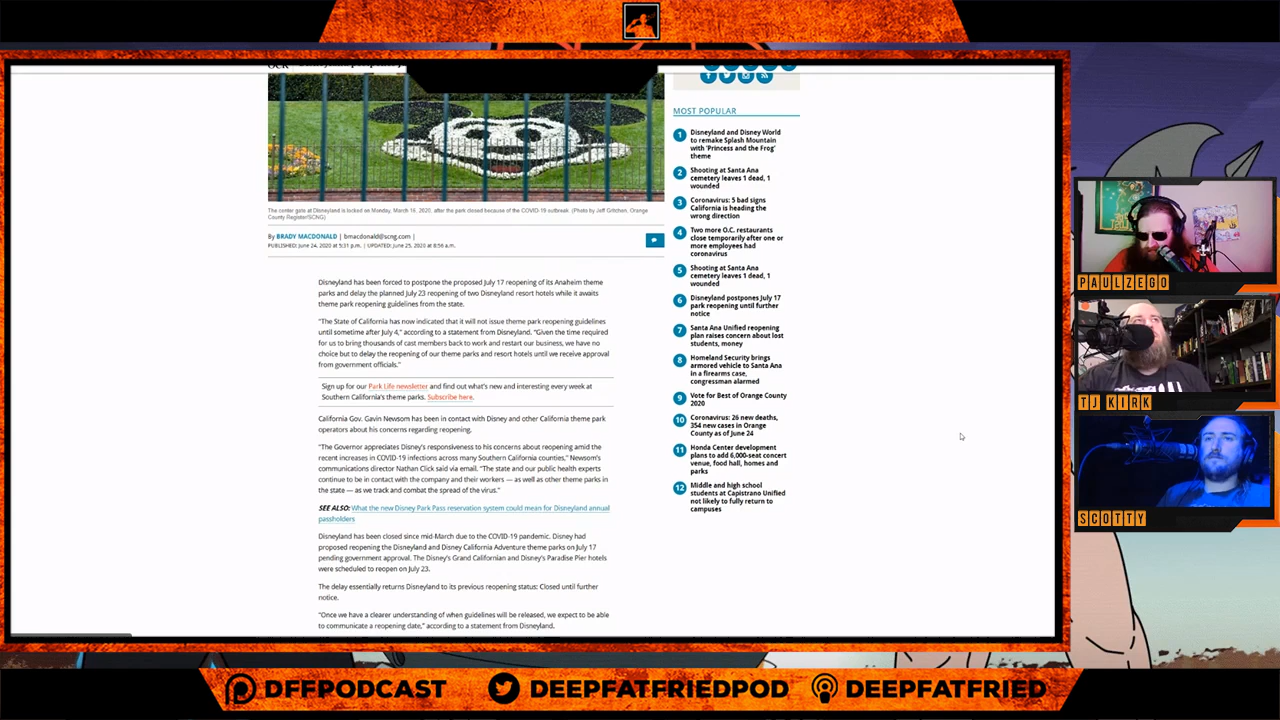 The center gate at Disneyland is locked on Monday, March 16, 2020, after the park closed because of the COVID-19 outbreak. (Photo by Jeff Gritchen, Orange
County Register/SCNG)
By BRADY MACDONALD | bmacdonald@scng.com |
PUBLISHED: June 24, 2020 at 5:31 p.m. | UPDATED: June 25, 2020 at 8:56 a.m.
Disneyland has been forced to postpone the proposed July 17 reopening of its Anaheim theme
parks and delay the planned July 23 reopening of two Disneyland resort hotels while it awaits
theme park reopening guidelines from the state.
"The State of California has now indicated that it will not issue theme park reopening guidelines
until sometime after July 4," according to a statement from Disneyland. "Given the time required
for us to bring thousands of cast members back to work and restart our business, we have no
choice but to delay the reopening of our theme parks and resort hotels until we receive approval
from government officials."
Sign up for our Park Life newsletter and find out what's new and interesting every week at
Southern California's theme parks. Subscribe here.
California Gov. Gavin Newsom has been in contact with Disney and other California theme park
operators about his concerns regarding reopening.
"The Governor appreciates Disney's responsiveness to his concerns about reopening amid the
recent increases in COVID-19 infections across many Southern California counties," Newsom's
communications director Nathan Click said via email. "The state and our public health experts
continue to be in contact with the company and their workers — as well as other theme parks in
the state — as we track and combat the spread of the virus."
SEE ALSO: What the new Disney Park Pass reservation system could mean for Disneyland annual
passholders
Disneyland has been closed since mid-March due to the COVID-19 pandemic. Disney had
proposed reopening the Disneyland and Disney California Adventure theme parks on July 17
pending government approval. The Disney's Grand Californian and Disney's Paradise Pier hotels
were scheduled to reopen on July 23.
The delay essentially returns Disneyland to its previous reopening status: Closed until further
notice.
"Once we have a clearer understanding of when guidelines will be released, we expect to be able
to communicate a reopening date," according to a statement from Disneyland.
MOST POPULAR
1 Disneyland and Disney World
to remake Splash Mountain
with 'Princess and the Frog'
theme
2 Shooting at Santa Ana
cemetery leaves 1 dead, 1
wounded
3 Coronavirus: 5 bad signs
California is heading the
wrong direction
4 Two more O.C. restaurants
close temporarily after one or
more employees had
coronavirus
5 Shooting at Santa Ana
cemetery leaves 1 dead, 1
wounded
6 Disneyland postpones July 17
park reopening until further
notice
7 Santa Ana Unified reopening
plan raises concern about lost
students, money
8 Homeland Security brings
armored vehicle to Santa Ana
in a firearms case,
congressman alarmed
9 Vote for Best of Orange County
2020
10 Coronavirus: 26 new deaths,
354 new cases in Orange
County as of June 24
11 Honda Center development
plans to add 6,000-seat concert
venue, food hall, homes and
parks
12 Middle and high school
students at Capistrano Unified
not likely to fully return to
campuses
PAULZEGO
TJ KIRK
SCOTTY
DFFPODCAST
DEEPFATFRIEDPOD
DEEPFATFRIED